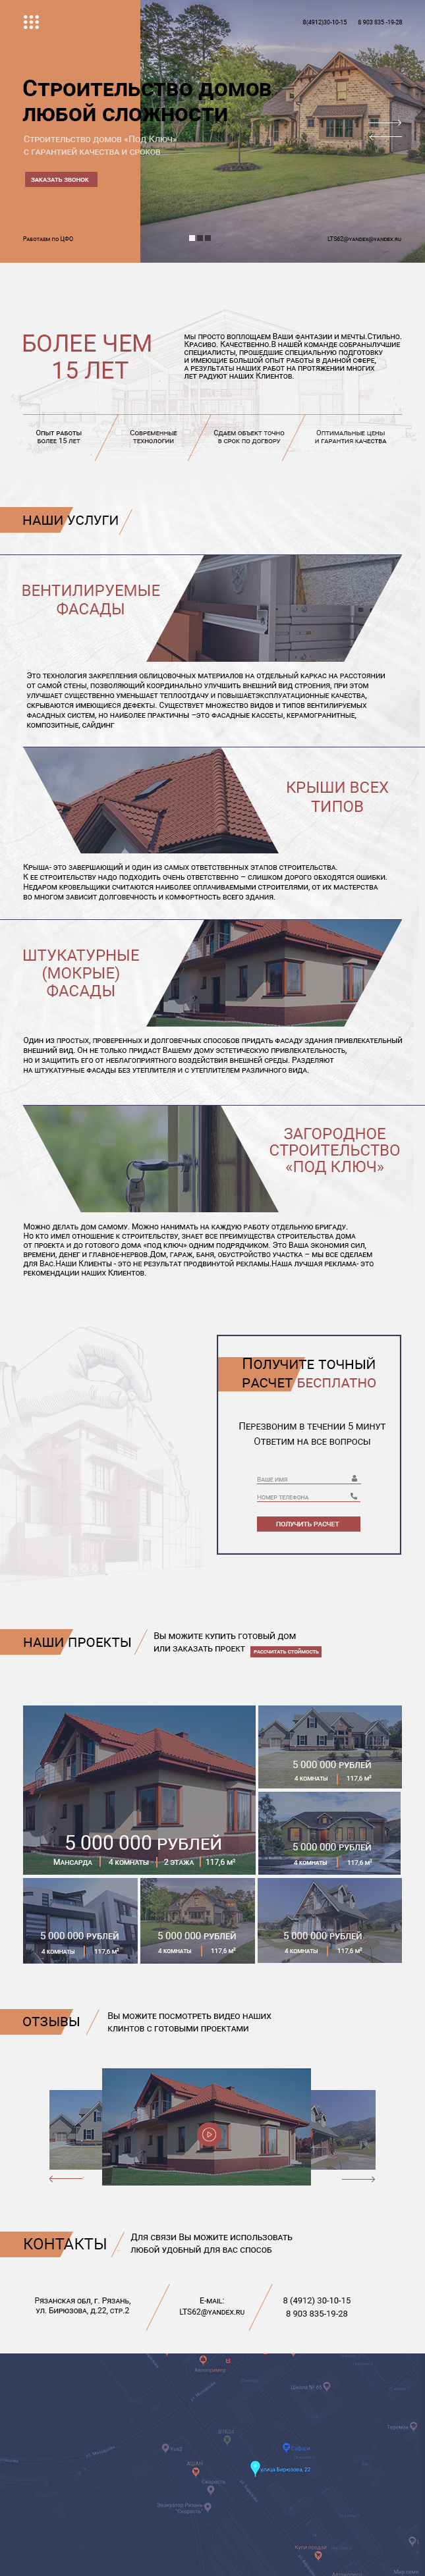 8(4912)30-10-15 8 903 835 -19-28
Строительство домов
любой сложности
Строительство домов «Под Ключ»
с гарантией качества и сроков
заказать звонок
Работаем по ЦФО
LTS62@yandex@yandex.ru
БОЛЕЕ ЧЕМ
15 ЛЕТ
мы просто воплощаем Ваши фантазии и мечты.Стильно.
Красиво. Качественно.В нашей команде собранылучшие
специалисты, прошедшие специальную подготовку
и имеющие большой опыт работы в данной сфере,
а результаты наших работ на протяжении многих
лет радуют наших Клиентов.
Опыт работы
более 15 лет
Современные
технологии
Сдаем объект точно
в срок по догвору
Оптимальные цены
и гарантия качества
НАШИ УСЛУГИ
ВЕНТИЛИРУЕМЫЕ
ФАСАДЫ
Это технология закрепления облицовочных материалов на отдельный каркас на расстоянии
от самой стены, позволяющий координально улучшить внешний вид строения, при этом
улучшает существенно уменьшает теплоотдачу и повышаетэксплуатационные качества,
скрываются имеющиеся дефекты. Существует множество видов и типов вентилируемых
фасадных систем, но наиболее практичны –это фасадные кассеты, керамогранитные,
композитные, сайдинг
КРЫШИ ВСЕХ
ТИПОВ
Крыша- это завершающий и один из самых ответственных этапов строительства.
К ее строительству надо подходить очень ответственно – слишком дорого обходятся ошибки.
Недаром кровельщики считаются наиболее оплачиваемыми строителями, от их мастерства
во многом зависит долговечность и комфортность всего здания.
ШТУКАТУРНЫЕ
(МОКРЫЕ)
ФАСАДЫ
Один из простых, проверенных и долговечных способов придать фасаду здания привлекательный
внешний вид. Он не только придаст Вашему дому эстетическую привлекательность,
но и защитить его от неблагоприятного воздействия внешней среды. Разделяют
на штукатурные фасады без утеплителя и с утеплителем различного вида.
ЗАГОРОДНОЕ
СТРОИТЕЛЬСТВО
«ПОД КЛЮЧ»
Можно делать дом самому. Можно нанимать на каждую работу отдельную бригаду.
Но кто имел отношение к строительству, знает все преимущества строительства дома
от проекта и до готового дома «под ключ» одним подрядчиком. Это Ваша экономия сил,
времени, денег и главное-нервов.Дом, гараж, баня, обустройство участка – мы все сделаем
для Вас.Наши Клиенты - это не результат продвинутой рекламы.Наша лучшая реклама- это
рекомендации наших Клиентов.
Получите точный
расчет бесплатно
Перезвоним в течении 5 минут
Ответим на все вопросы
Ваше имя
Номер телефона
получить расчет
НАШИ ПРОЕКТЫ
Вы можите купить готовый дом
или заказать проект
рассчитать стоймость
5 000 000 рублей
Мансарда 4 комнаты 2 этажа 117,6 м²
5 000 000 рублей
4 комнаты 117,6 м²
5 000 000 рублей
4 комнаты 117,6 м²
5 000 000 рублей
4 комнаты 117,6 м²
5 000 000 рублей
4 комнаты 117,6 м²
5 000 000 рублей
4 комнаты 117,6 м²
ОТЗЫВЫ
Вы можите посмотреть видео наших
клинтов с готовыми проектами
КОНТАКТЫ
Для связи Вы можите использовать
любой удобный для вас способ
Рязанская обл, г. Рязань,
ул. Бирюзова, д.22, стр.2
E-mail:
LTS62@yandex.ru
8 (4912) 30-10-15
8 903 835-19-28
Автопремьер
Школа № 65
Теремок
ВТБ24
Сафари
улица Бирюзова, 22
Скорость
Эвакуатор Рязань
"Скорость"